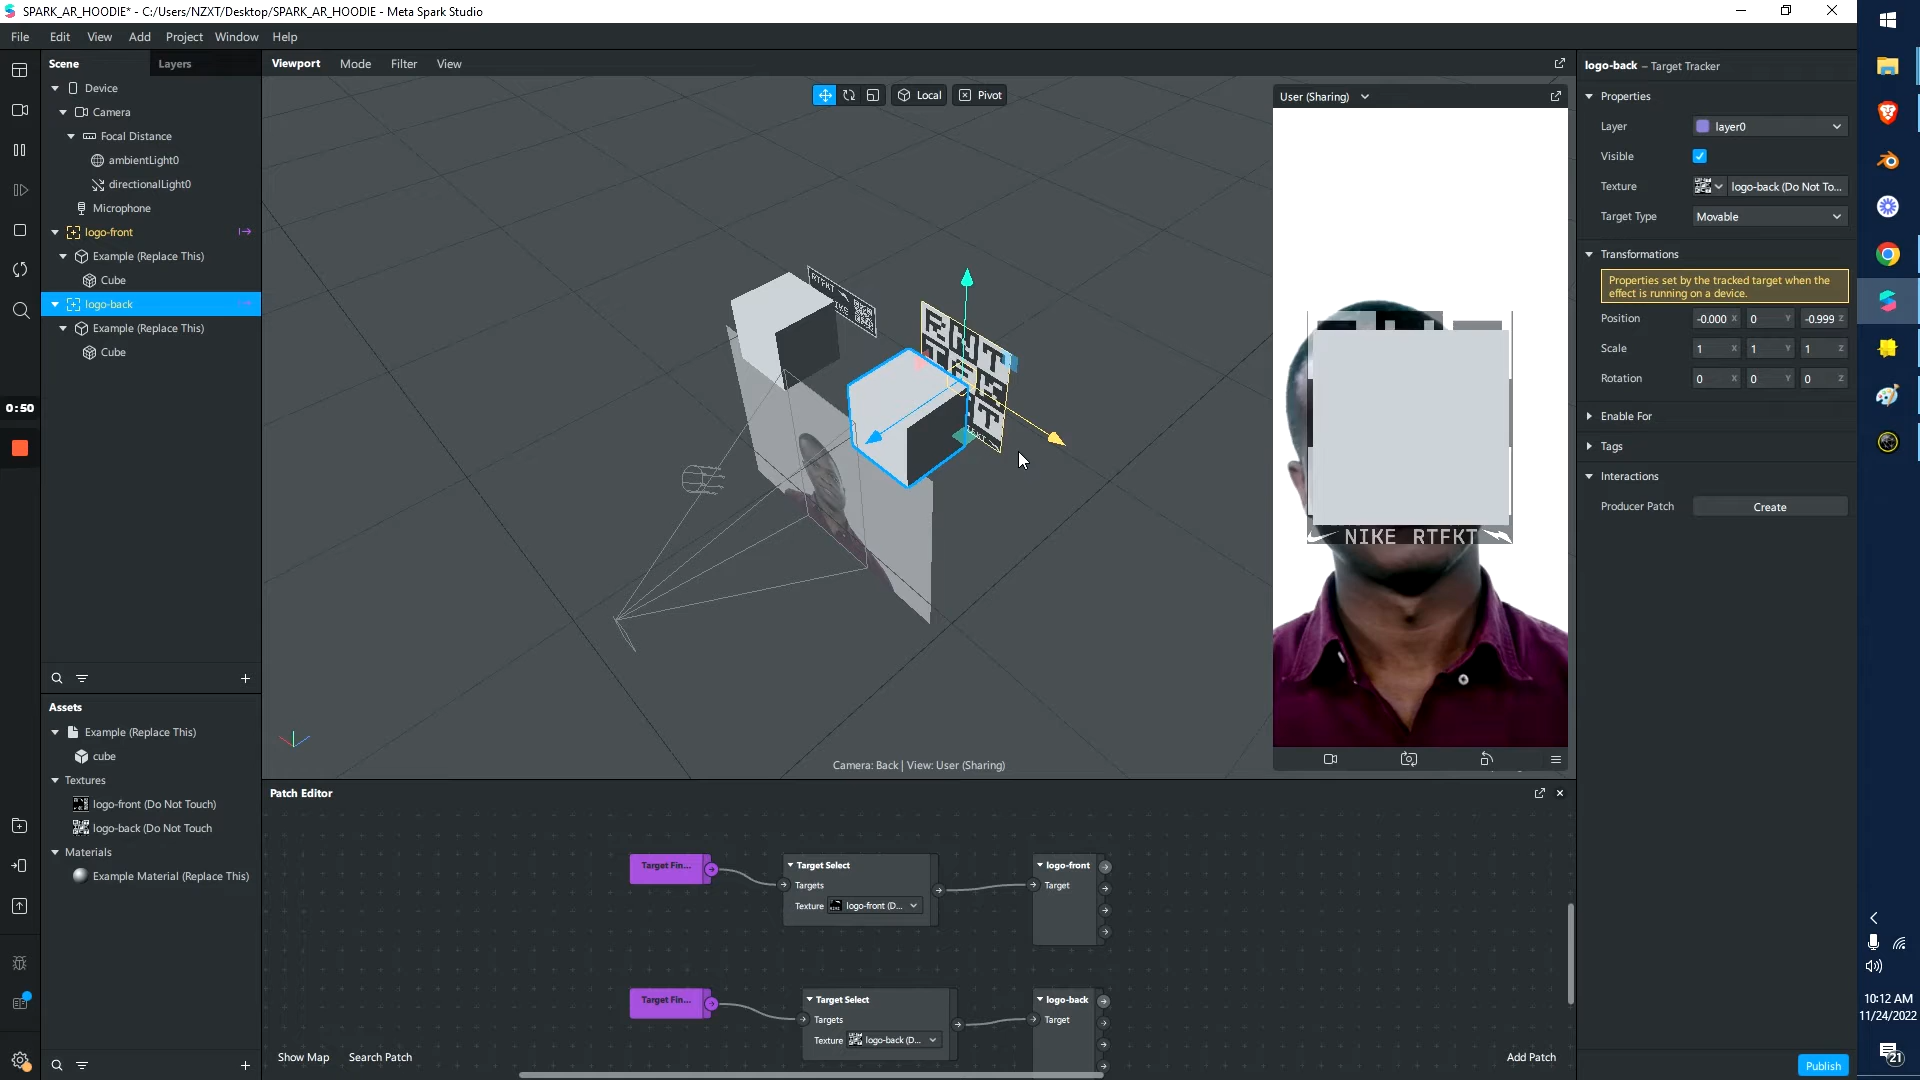 SPARK_AR_HOODIE* - C:/Users/NZXT/Desktop/SPARK_AR_HOODIE - Meta Spark Studio
File Edit View Add Project Window Help
Scene Layers
Device
Camera
Focal Distance
ambientLight0
directionalLight0
Microphone
logo-front
Example (Replace This)
Cube
logo-back
Example (Replace This)
Cube
0:50
Assets
Example (Replace This)
cube
Textures
logo-front (Do Not Touch)
logo-back (Do Not Touch
Materials
Example Material (Replace This)
Viewport Mode Filter View
Local Pivot
RTFKT
Camera: Back | View: User (Sharing)
User (Sharing)
NIKE RTFKT
Patch Editor
Target Fin...
Target Select
Targets
Texture logo-front (D...
logo-front
Target
Target Fin...
Target Select
Targets
Texture logo-back (D...
logo-back
Target
Show Map Search Patch
Add Patch
logo-back – Target Tracker
Properties
Layer layer0
Visible
Texture logo-back (Do Not To...
Target Type Movable
Transformations
Properties set by the tracked target when the
effect is running on a device.
Position -0.000 X 0 Y -0.999 Z
Scale 1 X 1 Y 1 Z
Rotation 0 X 0 Y 0 Z
Enable For
Tags
Interactions
Producer Patch Create
Publish
10:12 AM
11/24/2022
21